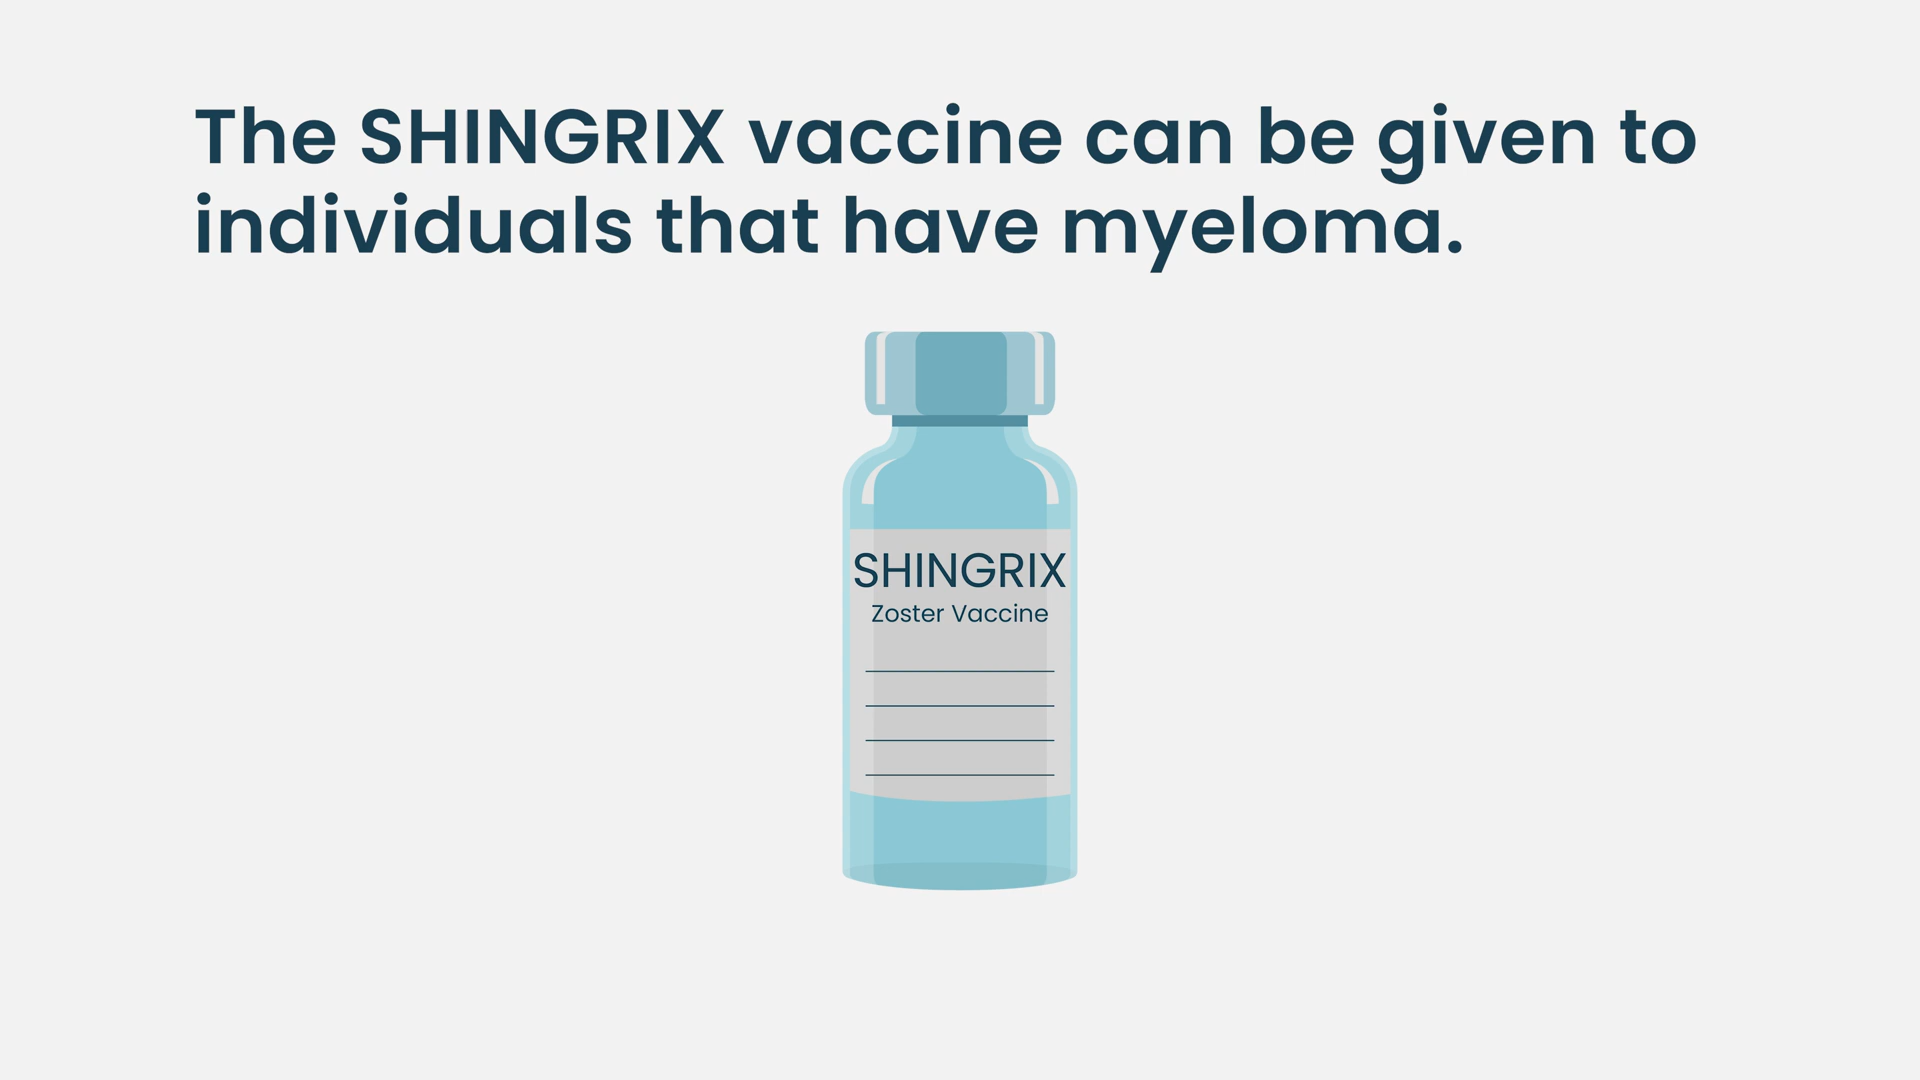 The SHINGRIX vaccine can be given to
individuals that have myeloma.
SHINGRIX
Zoster Vaccine